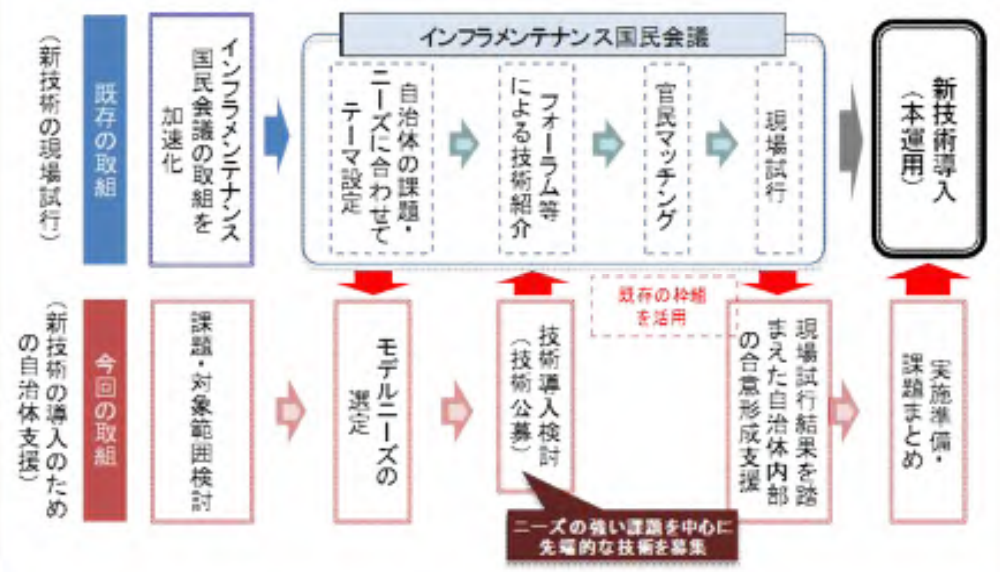 （新技術の現場試行）
既存の取組
インフラメンテナンス
国民会議の取組を
加速化
インフラメンテナンス国民会議
自治体の課題・
ニーズに合わせて
テーマ設定
フォーラム等
による技術紹介
官民マッチング
現場試行
新技術導入
（本運用）
既存の枠組
を活用
（新技術の導入のため
の自治体支援）
今回の取組
課題・対象範囲検討
モデルニーズの
選定
技術導入検討
（技術公募）
現場試行結果を踏
まえた自治体内部
の合意形成支援
実施準備・
課題まとめ
ニーズの強い課題を中心に
先端的な技術を募集